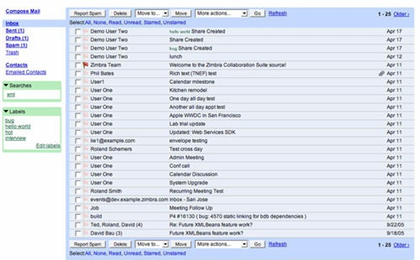 Compose Mail
Inbox
Sent (1)
Drafts (1)
Spam (1)
Trash
Contacts
Emailed Contacts
Searches
xml
Labels
bug
hello world
hot
interview
Edit labels
Report Spam Delete Move to... More actions... Go Refresh 1 - 25 Older ›
Select: All, None, Read, Unread, Starred, Unstarred
Demo User Two hello world Share Created Apr 17
Demo User Two Share Created Apr 17
Demo User Two bug Share Created Apr 17
Demo User Two lunch Apr 12
Zimbra Team Welcome to the Zimbra Collaboration Suite source! Apr 11
Phil Bates Rich text (TNEF) test Apr 11
User1 Calendar milestone Apr 11
User One Kitchen remodel Apr 11
User One One day all day test Apr 11
User One Another all day appt test Apr 11
User One Apple WWDC in San Francisco Apr 11
User One Lab trial update Apr 11
User One Updated: Web Services SDK Apr 11
envelope testing Apr 11
Roland Schemers Test cross day Apr 11
User One Admin Meeting Apr 11
User One Conf call Apr 11
User One Calendar Discussion Apr 11
User One System Upgrade Apr 11
Roland Smith Recurring Meeting Test Apr 11
events@dev.example.zimbra.com Inbox - San Jose Apr 11
Job Meeting Follow Up Apr 11
build P4 #16130 ( bug: 4570 static linking for bdb dependencies ) Apr 11
Ted, Roland, David (4) Re: Future XMLBeans feature work? 9/22/05
David Bau (3) Future XMLBeans feature work? 9/18/05
Report Spam Delete Move to... More actions... Go Refresh 1 - 25 Older ›
Select: All, None, Read, Unread, Starred, Unstarred